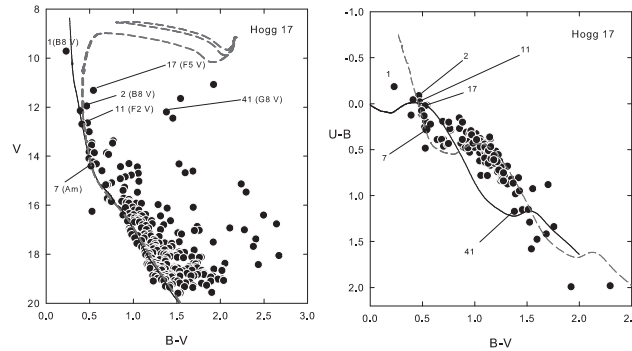 Hogg 17
8
10
12
14
16
18
20
V
1(B8 V)
17 (F5 V)
2 (B8 V)
11 (F2 V)
41 (G8 V)
7 (Am)
0.0 0.5 1.0 1.5 2.0 2.5 3.0
B-V
Hogg 17
-1.0
-0.5
0.0
0.5
1.0
1.5
2.0
U-B
2
11
17
1
7
41
0.0 0.5 1.0 1.5 2.0 2.5
B-V